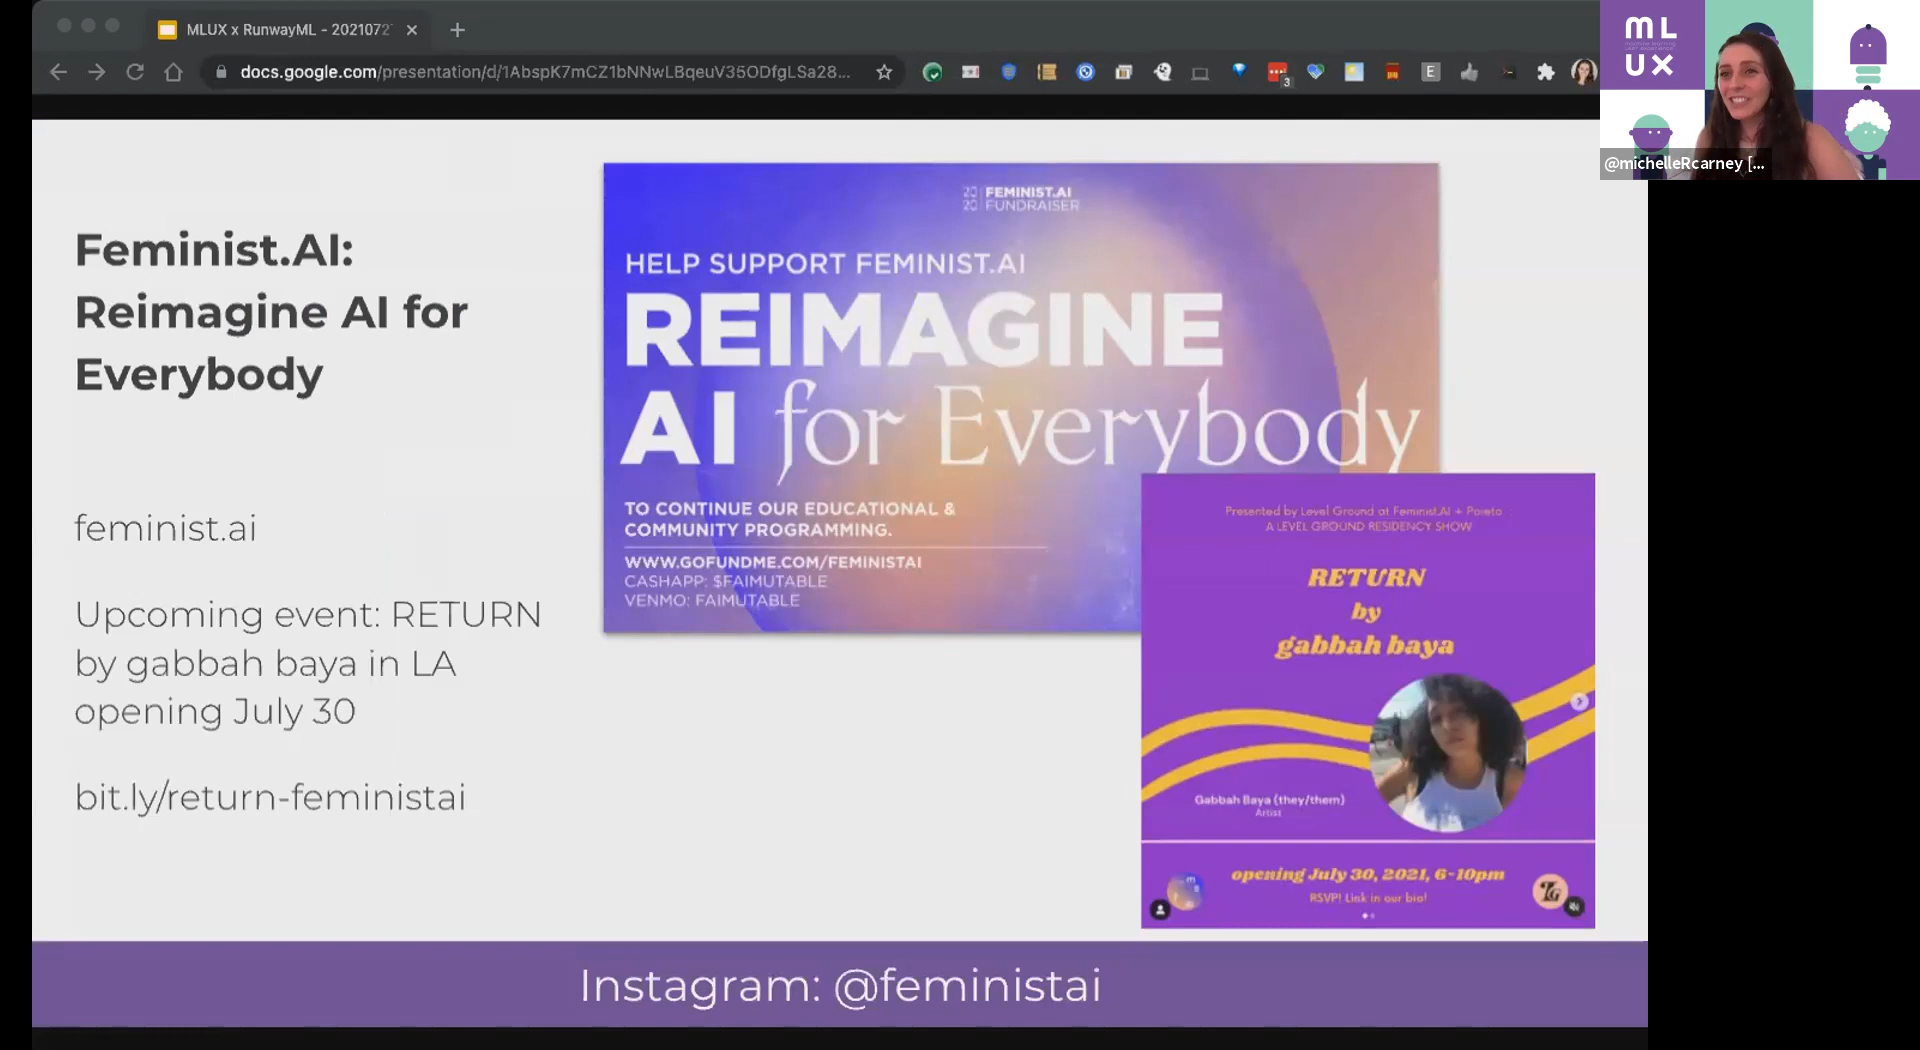 MLUX x RunwayML - 2021072
docs.google.com/presentation/d/1AbspK7mCZ1bNNwLBqeuV35ODfgLSa28...
3
E
ML
UX
@michelleRcarney [...
Feminist.AI:
Reimagine AI for
Everybody
feminist.ai
Upcoming event: RETURN
by gabbah baya in LA
opening July 30
bit.ly/return-feministai
20 FEMINIST.AI
20 FUNDRAISER
HELP SUPPORT FEMINIST.AI
REIMAGINE
AI for Everybody
TO CONTINUE OUR EDUCATIONAL &
COMMUNITY PROGRAMMING.
WWW.GOFUNDME.COM/FEMINISTAI
CASHAPP: $FAIMUTABLE
VENMO: FAIMUTABLE
Presented by Level Ground at Feminist.AI + Poieto
A LEVEL GROUND RESIDENCY SHOW
RETURN
by
gabbah baya
Gabbah Baya (they/them)
Artist
opening July 30, 2021, 6-10pm
RSVP! Link in our bio!
Instagram: @feministai